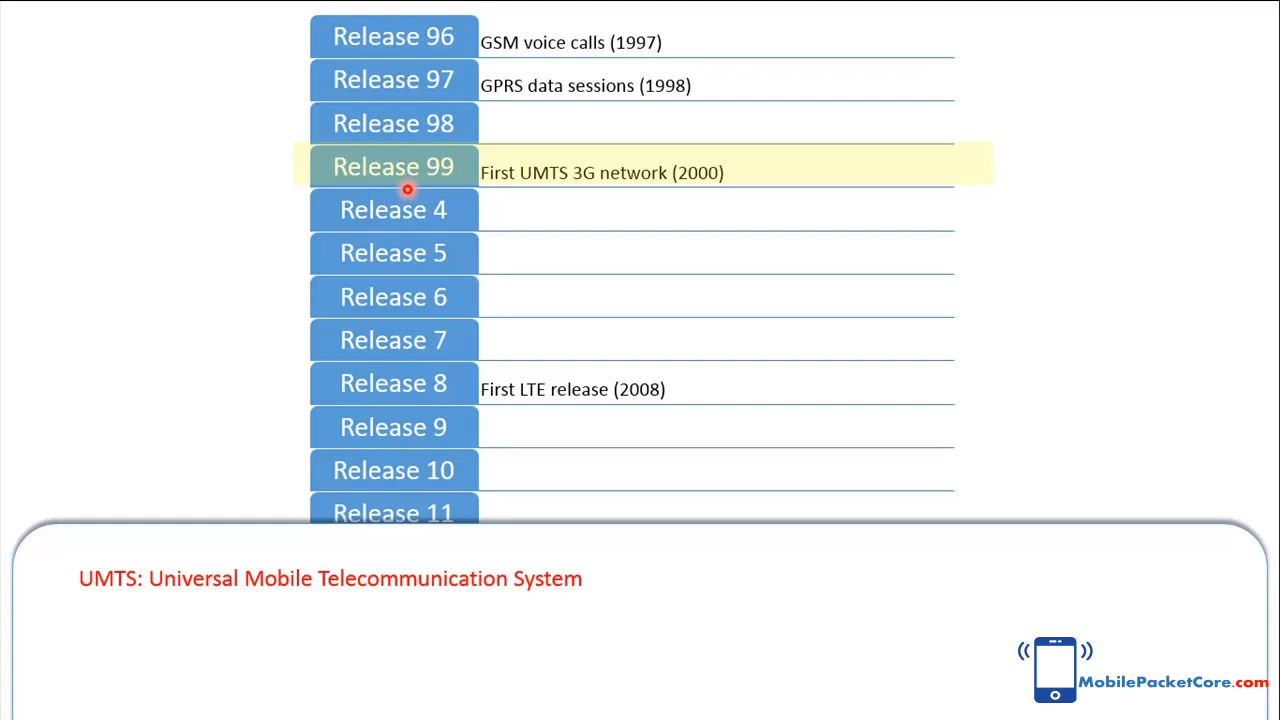 Release 96 GSM voice calls (1997)
Release 97 GPRS data sessions (1998)
Release 98
Release 99 First UMTS 3G network (2000)
Release 4
Release 5
Release 6
Release 7
Release 8 First LTE release (2008)
Release 9
Release 10
Release 11
UMTS: Universal Mobile Telecommunication System
MobilePacketCore.com